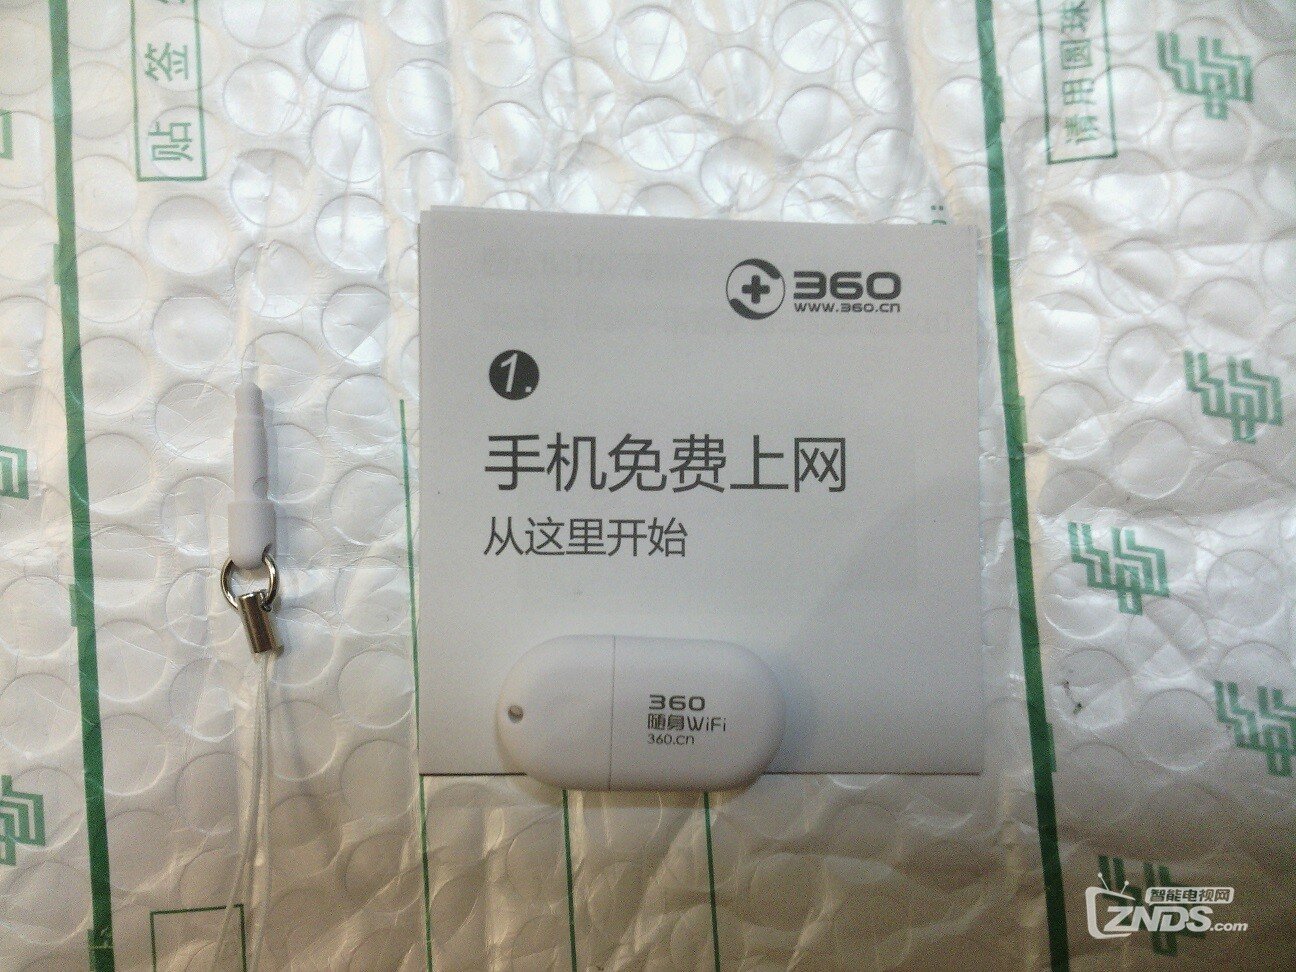 贴签
请用圆珠
360
www.360.cn
1.
手机免费上网
从这里开始
360
随身WiFi
360.cn
智能电视网
ZNDS.com